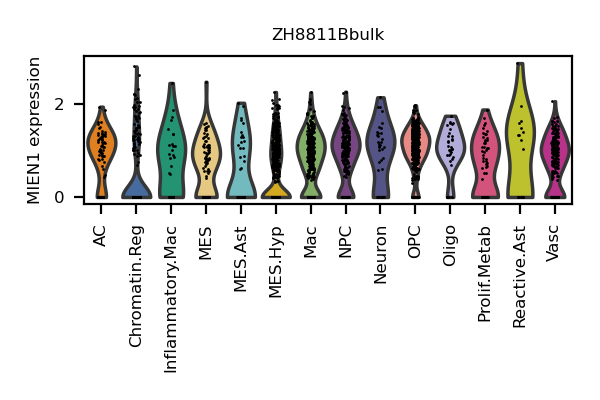 ZH8811Bbulk
MIEN1 expression
2
0
AC
Chromatin.Reg
Inflammatory.Mac
MES
MES.Ast
MES.Hyp
Mac
NPC
Neuron
OPC
Oligo
Prolif.Metab
Reactive.Ast
Vasc